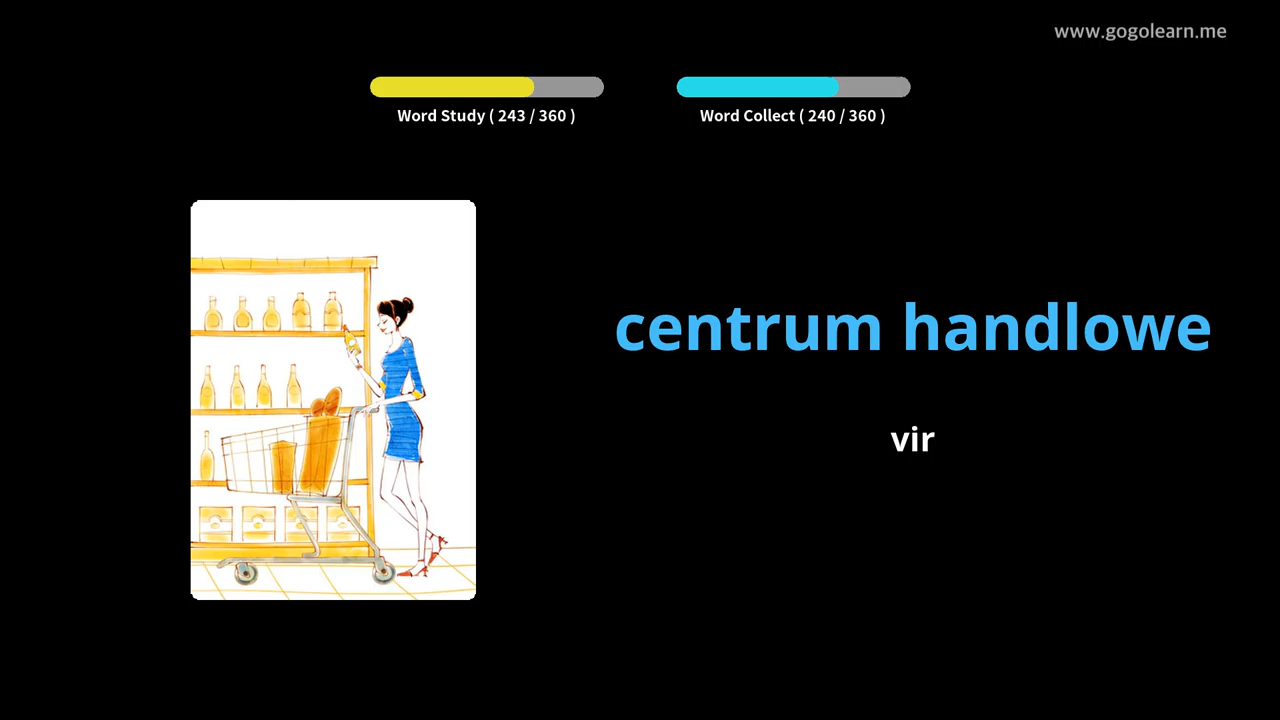 www.gogolearn.me
Word Study ( 243 / 360 )
Word Collect ( 240 / 360 )
centrum handlowe
vir